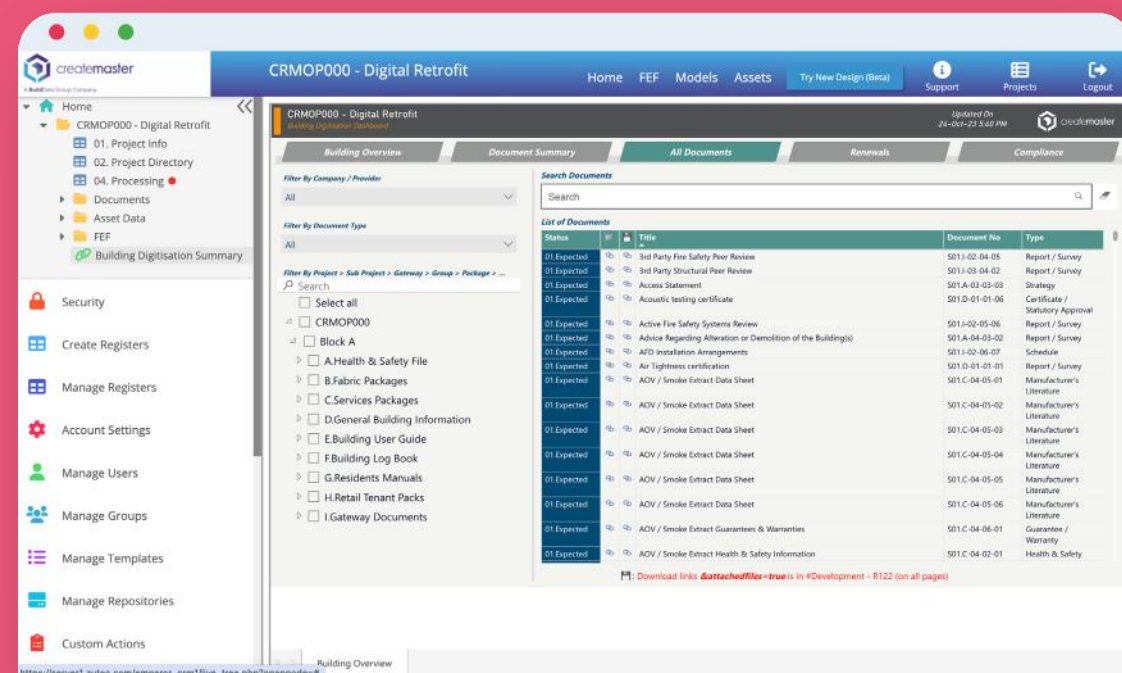 createmaster
A BuildData Group Company
CRMOP000 - Digital Retrofit
Home FEF Models Assets Try New Design (Beta) Support Projects Logout
Home
CRMOP000 - Digital Retrofit
01. Project Info
02. Project Directory
04. Processing
Documents
Asset Data
FEF
Building Digitisation Summary
Security
Create Registers
Manage Registers
Account Settings
Manage Users
Manage Groups
Manage Templates
Manage Repositories
Custom Actions
CRMOP000 - Digital Retrofit
Building Digitisation Dashboard
Updated On
24-Oct-23 5:40 PM
createmaster
Building Overview Document Summary All Documents Renewals Compliance
Filter By Company / Provider
All
Filter By Document Type
All
Filter By Project > Sub Project > Gateway > Group > Package > ...
Search
Select all
CRMOP000
Block A
A.Health & Safety File
B.Fabric Packages
C.Services Packages
D.General Building Information
E.Building User Guide
F.Building Log Book
G.Residents Manuals
H.Retail Tenant Packs
I.Gateway Documents
Search Documents
Search
List of Documents
Status Title Document No Type
01.Expected 3rd Party Fire Safety Peer Review S01.I-02-04-05 Report / Survey
01.Expected 3rd Party Structural Peer Review S01.I-03-04-02 Report / Survey
01.Expected Access Statement S01.A-03-03-03 Strategy
01.Expected Acoustic testing certificate S01.D-01-01-06 Certificate /
Statutory Approval
01.Expected Active Fire Safety Systems Review S01.I-02-05-06 Report / Survey
01.Expected Advice Regarding Alteration or Demolition of the Building(s) S01.A-04-03-02 Report / Survey
01.Expected AFD Installation Arrangements S01.I-02-06-07 Schedule
01.Expected Air Tightness certification S01.D-01-01-01 Report / Survey
01.Expected AOV / Smoke Extract Data Sheet S01.C-04-05-01 Manufacturer's
Literature
01.Expected AOV / Smoke Extract Data Sheet S01.C-04-05-02 Manufacturer's
Literature
01.Expected AOV / Smoke Extract Data Sheet S01.C-04-05-03 Manufacturer's
Literature
01.Expected AOV / Smoke Extract Data Sheet S01.C-04-05-04 Manufacturer's
Literature
01.Expected AOV / Smoke Extract Data Sheet S01.C-04-05-05 Manufacturer's
Literature
01.Expected AOV / Smoke Extract Data Sheet S01.C-04-05-06 Manufacturer's
Literature
01.Expected AOV / Smoke Extract Guarantees & Warranties S01.C-04-06-01 Guarantee /
Warranty
01.Expected AOV / Smoke Extract Health & Safety Information S01.C-04-02-01 Health & Safety
: Download links &attachedfiles=true is in #Development - R122 (on all pages)
Building Overview